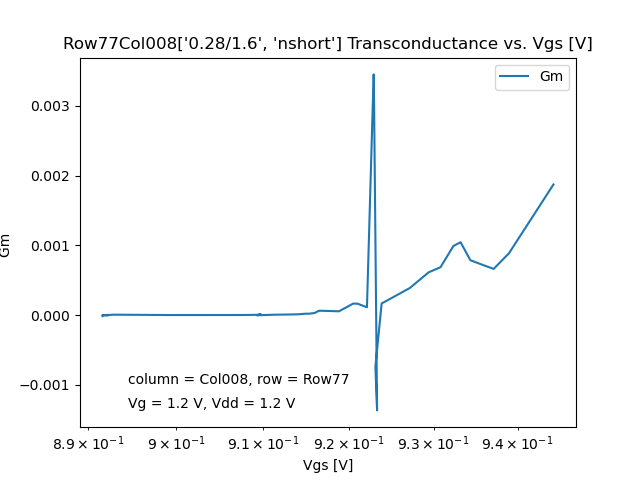 Row77Col008['0.28/1.6', 'nshort'] Transconductance vs. Vgs [V]
Gm
0.003
0.002
0.001
0.000
−0.001
Gm
column = Col008, row = Row77
Vg = 1.2 V, Vdd = 1.2 V
8.9 × 10⁻¹ 9 × 10⁻¹ 9.1 × 10⁻¹ 9.2 × 10⁻¹ 9.3 × 10⁻¹ 9.4 × 10⁻¹
Vgs [V]